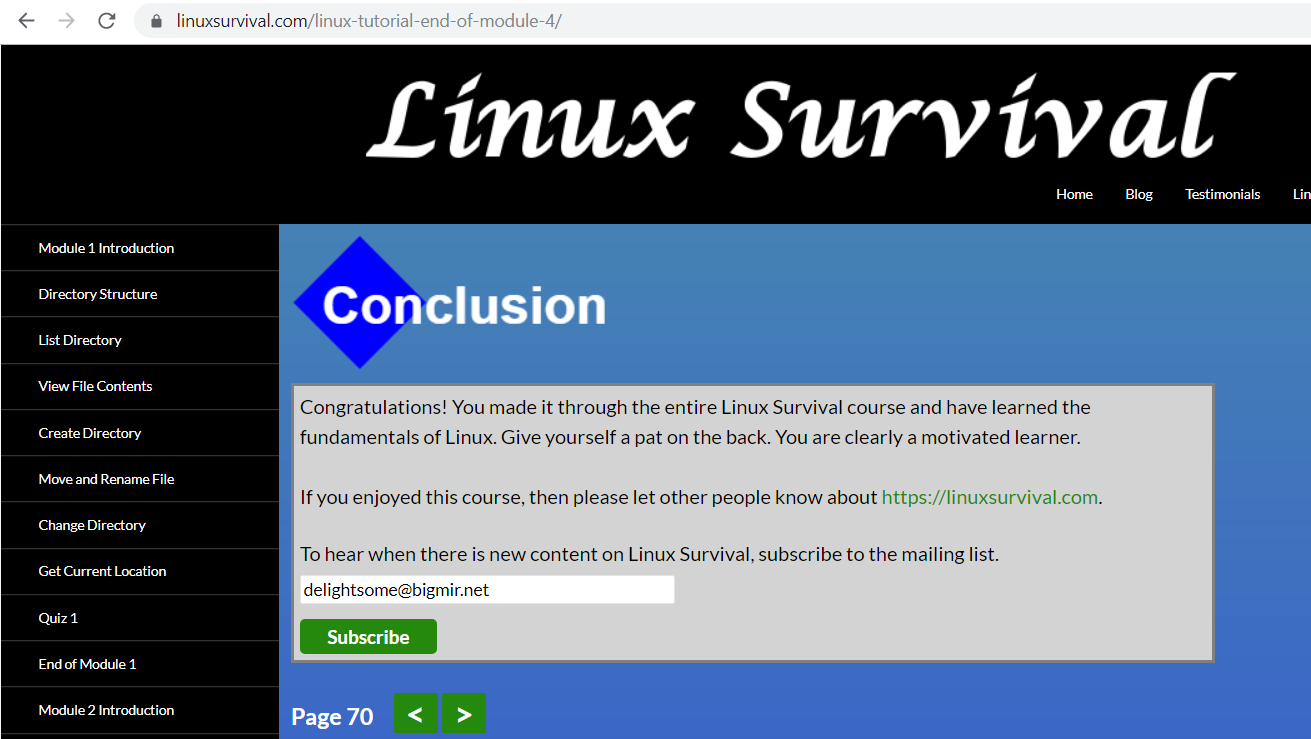 linuxsurvival.com/linux-tutorial-end-of-module-4/
Linux Survival
Home Blog Testimonials Lin
Module 1 Introduction
Directory Structure
List Directory
View File Contents
Create Directory
Move and Rename File
Change Directory
Get Current Location
Quiz 1
End of Module 1
Module 2 Introduction
Conclusion
Congratulations! You made it through the entire Linux Survival course and have learned the
fundamentals of Linux. Give yourself a pat on the back. You are clearly a motivated learner.
If you enjoyed this course, then please let other people know about https://linuxsurvival.com.
To hear when there is new content on Linux Survival, subscribe to the mailing list.
delightsome@bigmir.net
Subscribe
Page 70 < >